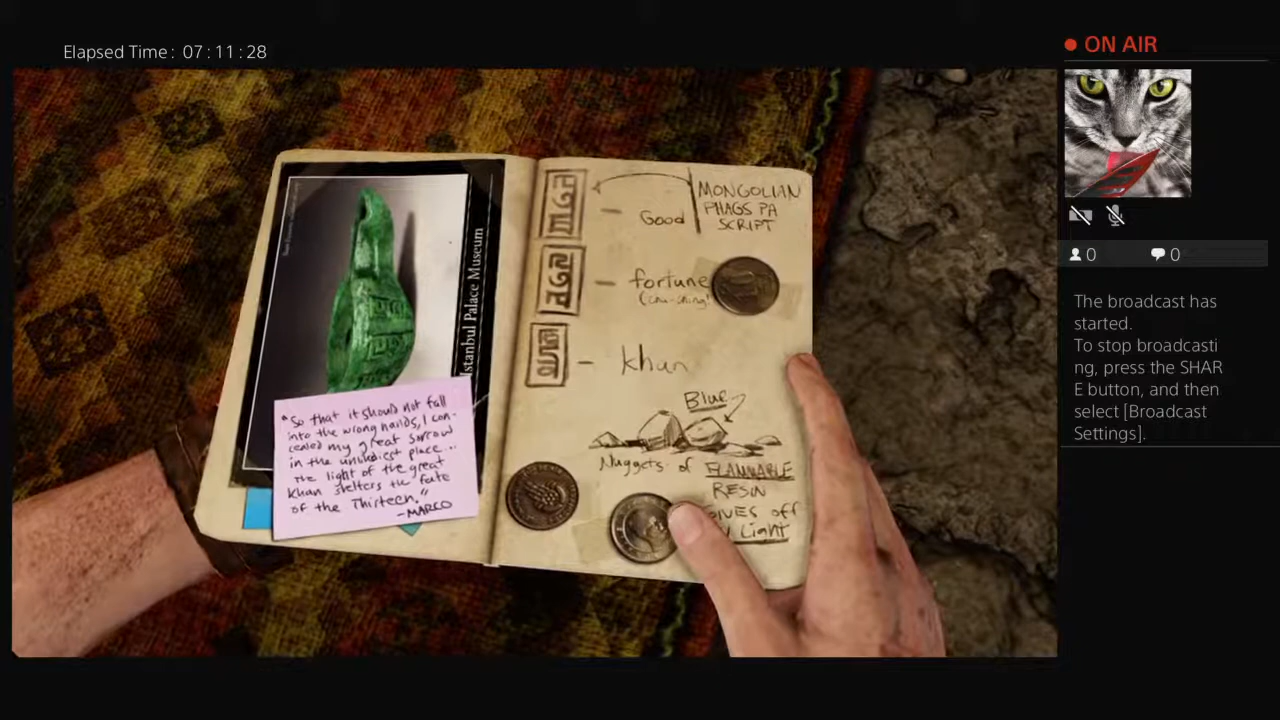 Elapsed Time: 07:11:28
ON AIR
0 0
The broadcast has
started.
To stop broadcasti
ng, press the SHAR
E button, and then
select [Broadcast
Settings].
Istanbul Palace Museum
"So that it should not fall
into the wrong hands, I con-
cealed my great sorrow
in the unkindest place...
The light of the great
Khan shelters the fate
of the Thirteen."
-MARCO
MONGOLIAN
PHAGS PA
SCRIPT
- Good
- fortune
- Khan
Blue
Nuggets of FLAMMABLE
RESIN
GIVES off
Light